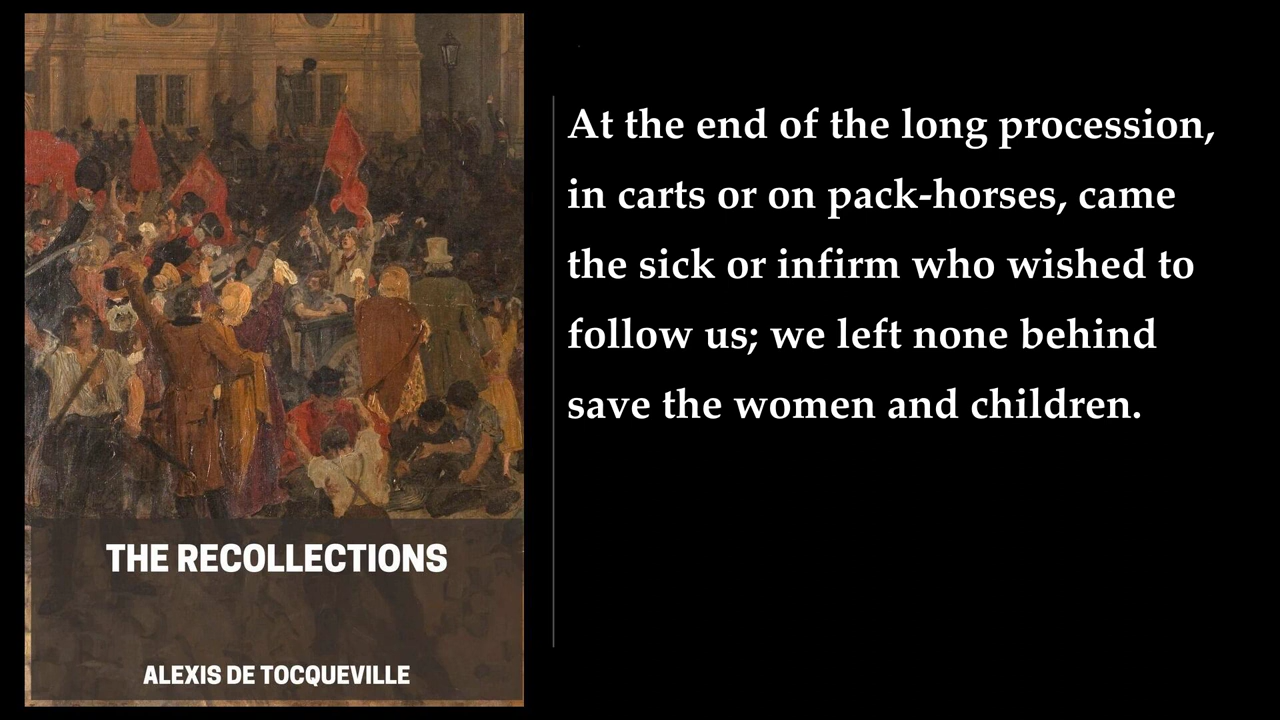 At the end of the long procession,
in carts or on pack-horses, came
the sick or infirm who wished to
follow us; we left none behind
save the women and children.
THE RECOLLECTIONS
ALEXIS DE TOCQUEVILLE